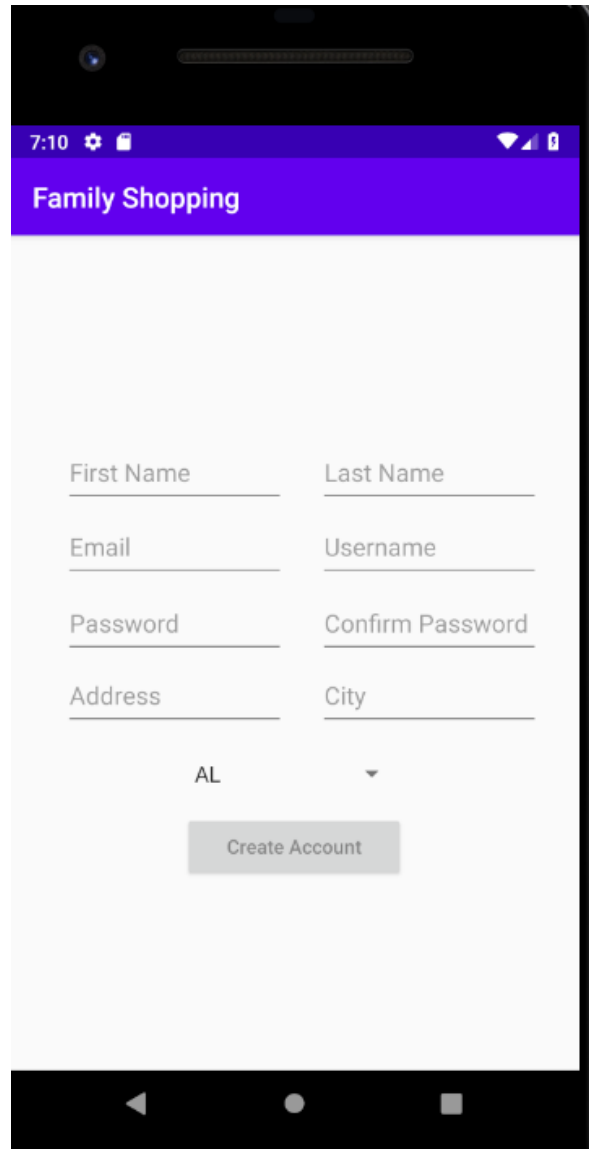 7:10
Family Shopping
First Name Last Name
Email Username
Password Confirm Password
Address City
AL
Create Account